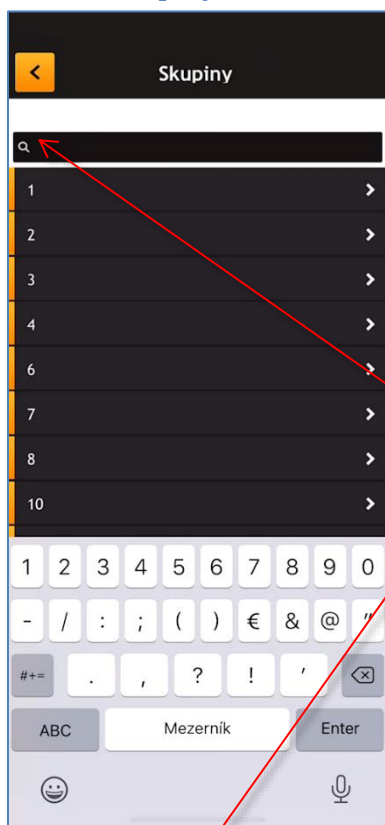 Skupiny
1
2
3
4
6
7
8
10
1 2 3 4 5 6 7 8 9 0
- / : ; ( ) € & @ "
#+= . , ? ! '
ABC Mezerník Enter